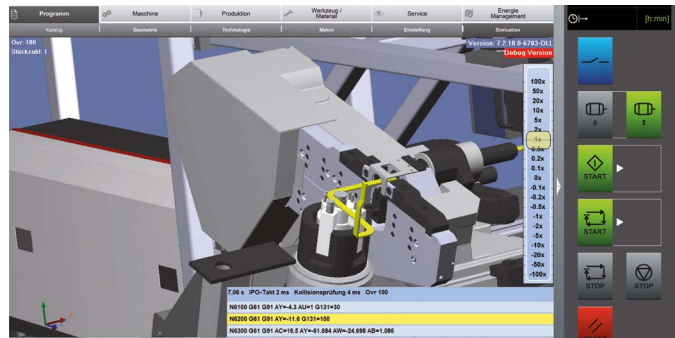 Programm
Maschine
Produktion
Werkzeug /
Material
Service
Energie
Management
[h:min]
Katalog
Geometrie
Technologie
Makro
Einstellung
Simulation
Ovr: 100
Stückzahl: 1
Version: 7.2.10.0-6783-DLL
Debug Version
100x
50x
20x
10x
5x
2x
1x
0.5x
0.2x
0.1x
0x
-0.1x
-0.2x
-0.5x
-1x
-2x
-5x
-10x
-20x
-50x
-100x
0
I
START
START
STOP
STOP
7,06 s IPO-Takt 2 ms Kollisionsprüfung 4 ms Ovr 100
N6100 G61 G91 AY=-4.3 AU=1 G131=30
N6200 G61 G91 AY=-11.6 G131=100
N6300 G61 G91 AC=16.5 AY=-61.684 AW=-24.698 AB=1.086